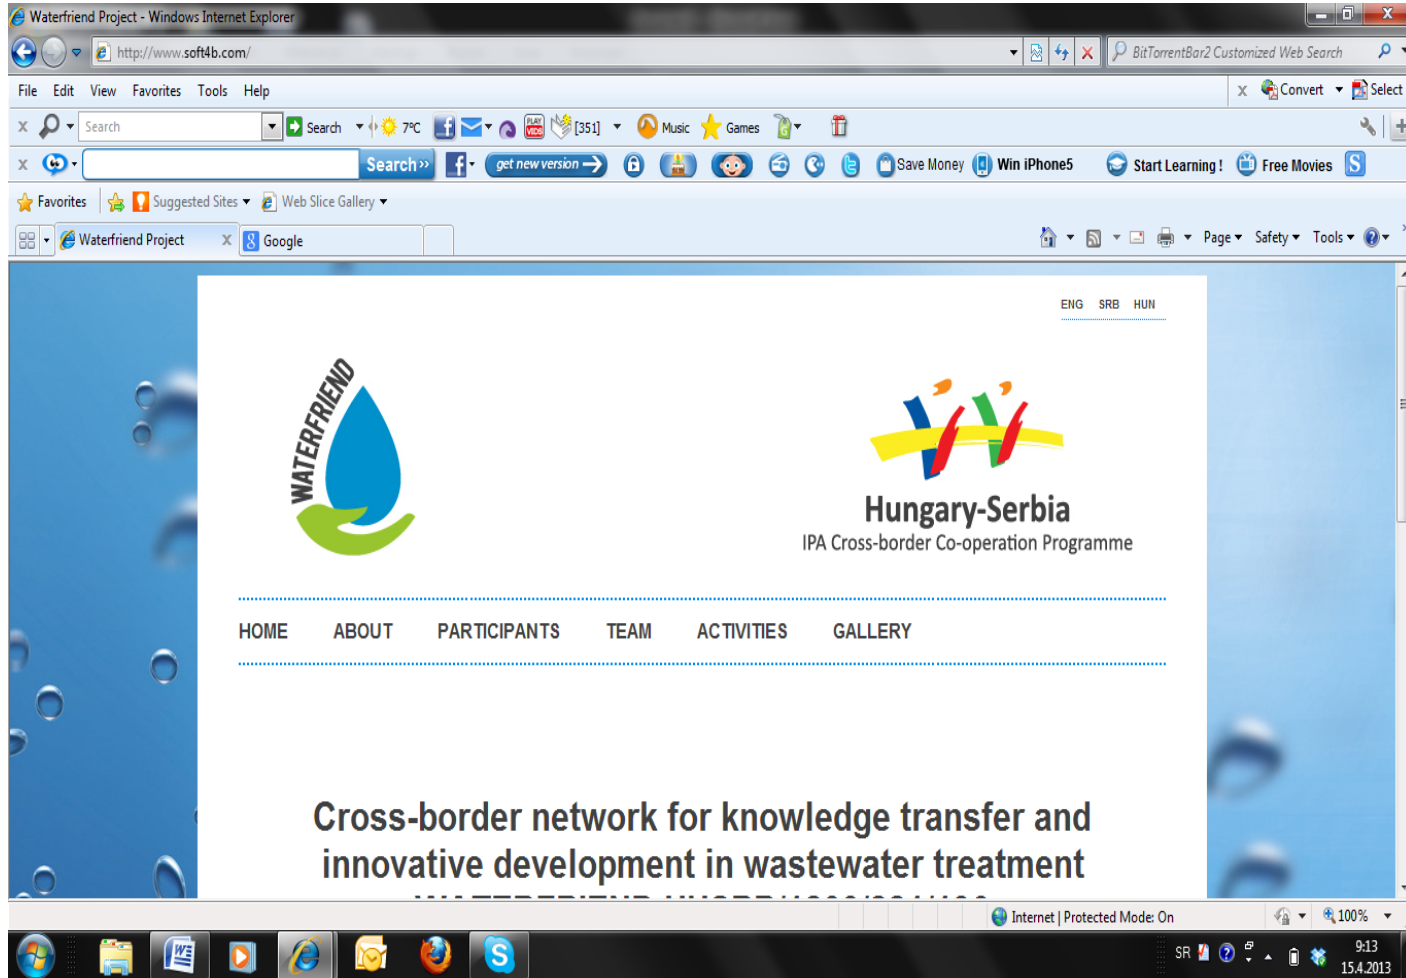 Waterfriend Project - Windows Internet Explorer
http://www.soft4b.com/
BitTorrentBar2 Customized Web Search
File Edit View Favorites Tools Help
x Convert Select
x Search Search 7°C PLAY VIDS [351] Music Games
x Search » get new version Save Money Win iPhone5 Start Learning ! Free Movies S
Favorites Suggested Sites Web Slice Gallery
Waterfriend Project x Google Page Safety Tools
ENG SRB HUN
WATERFRIEND
Hungary-Serbia
IPA Cross-border Co-operation Programme
HOME ABOUT PARTICIPANTS TEAM ACTIVITIES GALLERY
Cross-border network for knowledge transfer and
innovative development in wastewater treatment
Internet | Protected Mode: On 100%
SR 9:13
15.4.2013